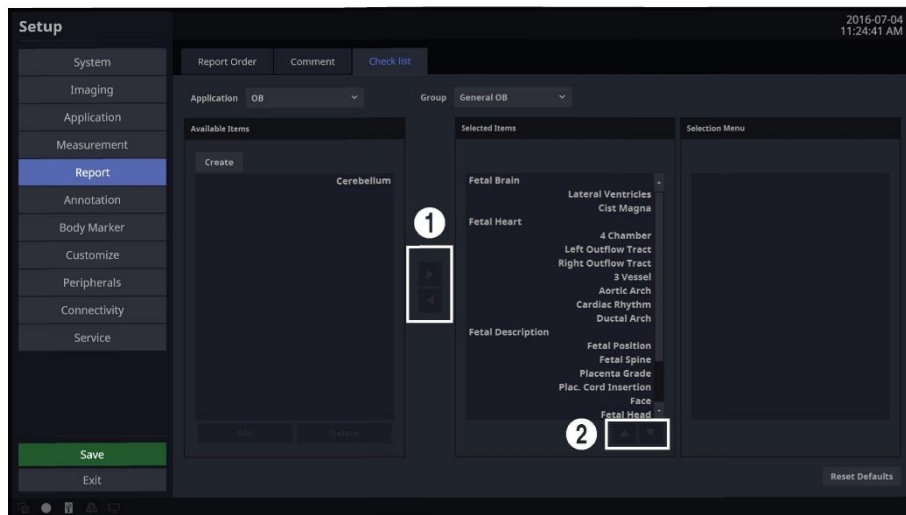 Setup
2016-07-04
11:24:41 AM
System
Imaging
Application
Measurement
Report
Annotation
Body Marker
Customize
Peripherals
Connectivity
Service
Save
Exit
Report Order Comment Check list
Application OB Group General OB
Available Items
Create
Cerebellum
Edit Delete
1
Selected Items
Fetal Brain
Lateral Ventricles
Cist Magna
Fetal Heart
4 Chamber
Left Outflow Tract
Right Outflow Tract
3 Vessel
Aortic Arch
Cardiac Rhythm
Ductal Arch
Fetal Description
Fetal Position
Fetal Spine
Placenta Grade
Plac. Cord Insertion
Face
Fetal Head
2
Selection Menu
Reset Defaults